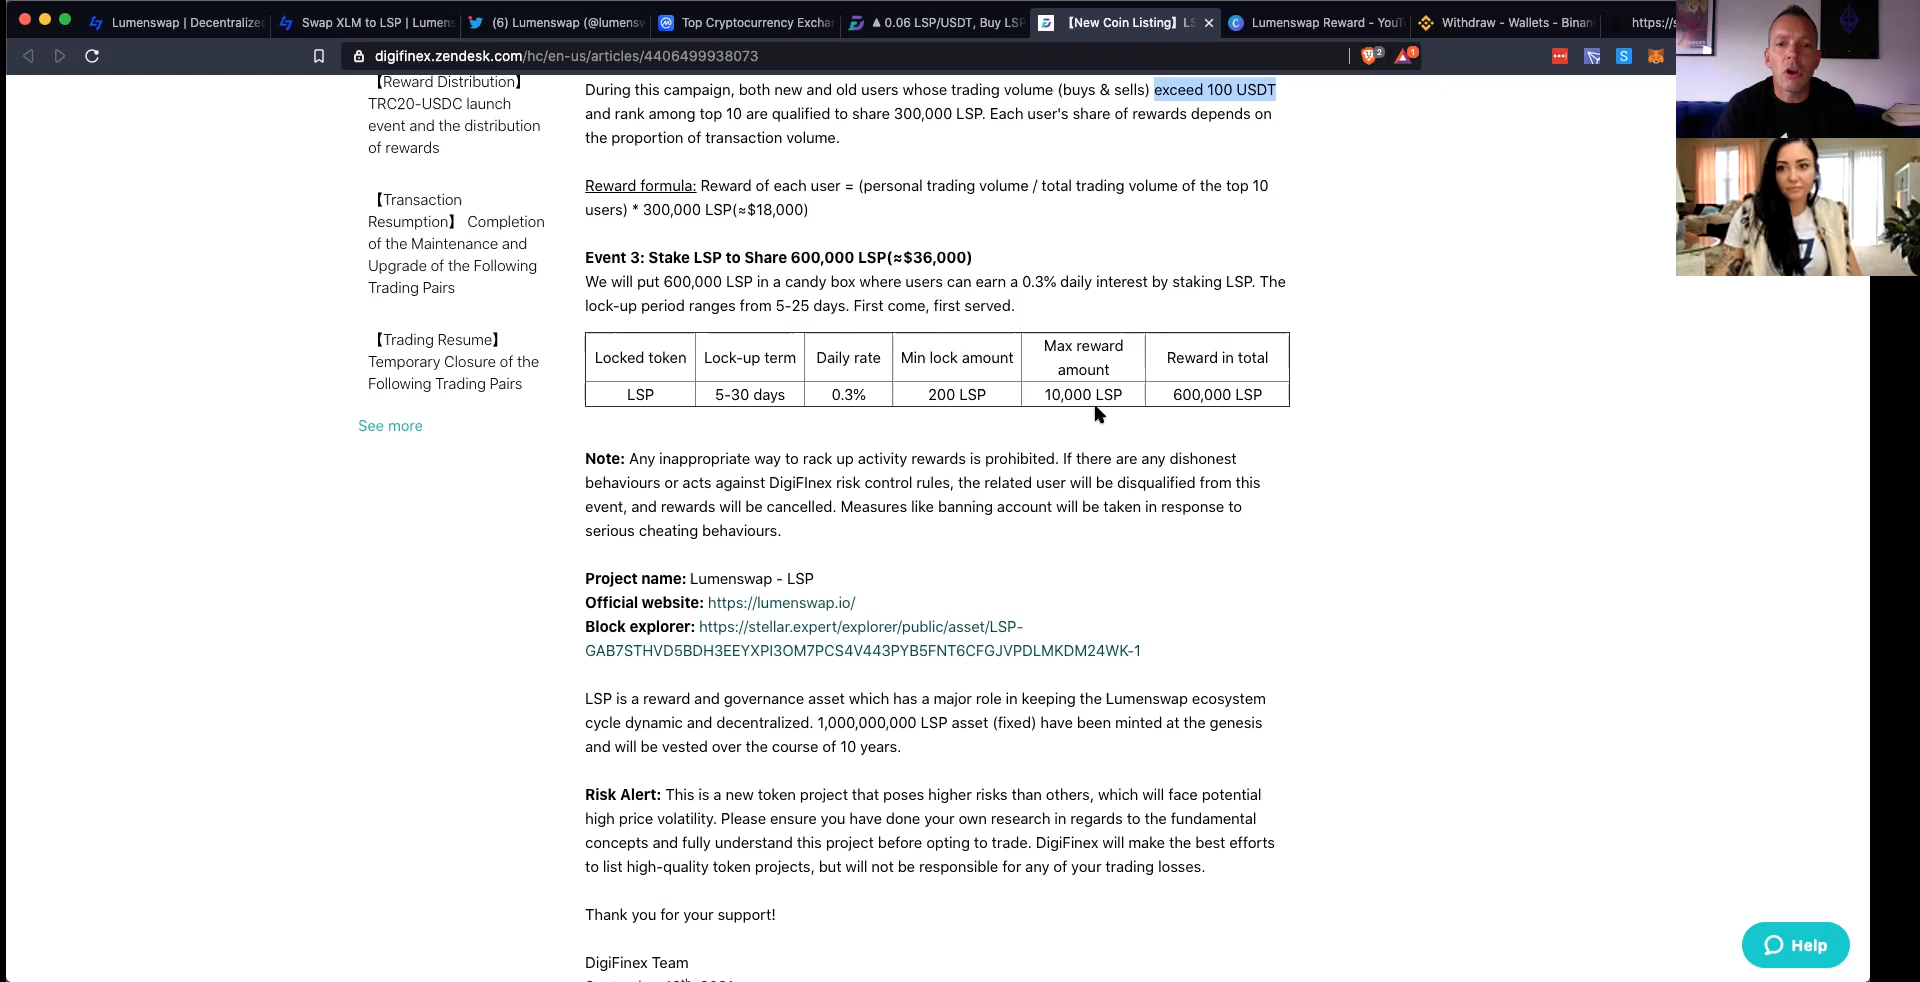 Lumenswap | Decentralized
Swap XLM to LSP | Lumens
(6) Lumenswap (@lumensw
Top Cryptocurrency Exchar
▲ 0.06 LSP/USDT, Buy LSP
【New Coin Listing】LS
Lumenswap Reward - YouT
Withdraw - Wallets - Binan
https://s
digifinex.zendesk.com/hc/en-us/articles/4406499938073
2
1
S
【Reward Distribution】
TRC20-USDC launch
event and the distribution
of rewards
【Transaction
Resumption】 Completion
of the Maintenance and
Upgrade of the Following
Trading Pairs
【Trading Resume】
Temporary Closure of the
Following Trading Pairs
See more
During this campaign, both new and old users whose trading volume (buys & sells) exceed 100 USDT
and rank among top 10 are qualified to share 300,000 LSP. Each user's share of rewards depends on
the proportion of transaction volume.
Reward formula: Reward of each user = (personal trading volume / total trading volume of the top 10
users) * 300,000 LSP(≈$18,000)
Event 3: Stake LSP to Share 600,000 LSP(≈$36,000)
We will put 600,000 LSP in a candy box where users can earn a 0.3% daily interest by staking LSP. The
lock-up period ranges from 5-25 days. First come, first served.
Locked token Lock-up term Daily rate Min lock amount Max reward amount Reward in total
LSP 5-30 days 0.3% 200 LSP 10,000 LSP 600,000 LSP
Note: Any inappropriate way to rack up activity rewards is prohibited. If there are any dishonest
behaviours or acts against DigiFInex risk control rules, the related user will be disqualified from this
event, and rewards will be cancelled. Measures like banning account will be taken in response to
serious cheating behaviours.
Project name: Lumenswap - LSP
Official website: https://lumenswap.io/
Block explorer: https://stellar.expert/explorer/public/asset/LSP-
GAB7STHVD5BDH3EEYXPI3OM7PCS4V443PYB5FNT6CFGJVPDLMKDM24WK-1
LSP is a reward and governance asset which has a major role in keeping the Lumenswap ecosystem
cycle dynamic and decentralized. 1,000,000,000 LSP asset (fixed) have been minted at the genesis
and will be vested over the course of 10 years.
Risk Alert: This is a new token project that poses higher risks than others, which will face potential
high price volatility. Please ensure you have done your own research in regards to the fundamental
concepts and fully understand this project before opting to trade. DigiFinex will make the best efforts
to list high-quality token projects, but will not be responsible for any of your trading losses.
Thank you for your support!
DigiFinex Team
Help